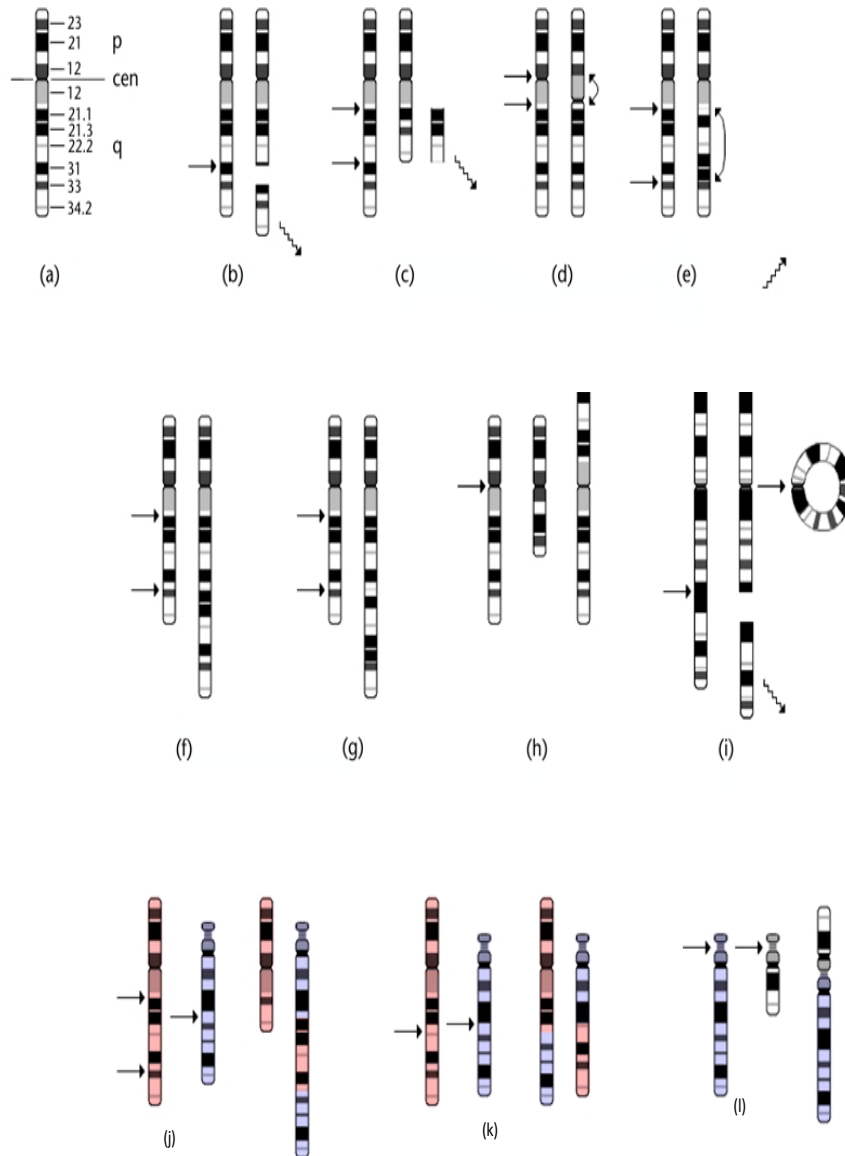 23
21 p
12
cen
12
21.1
21.3
22.2 q
31
33
34.2
(a) (b) (c) (d) (e)
(f) (g) (h) (i)
(j) (k) (l)